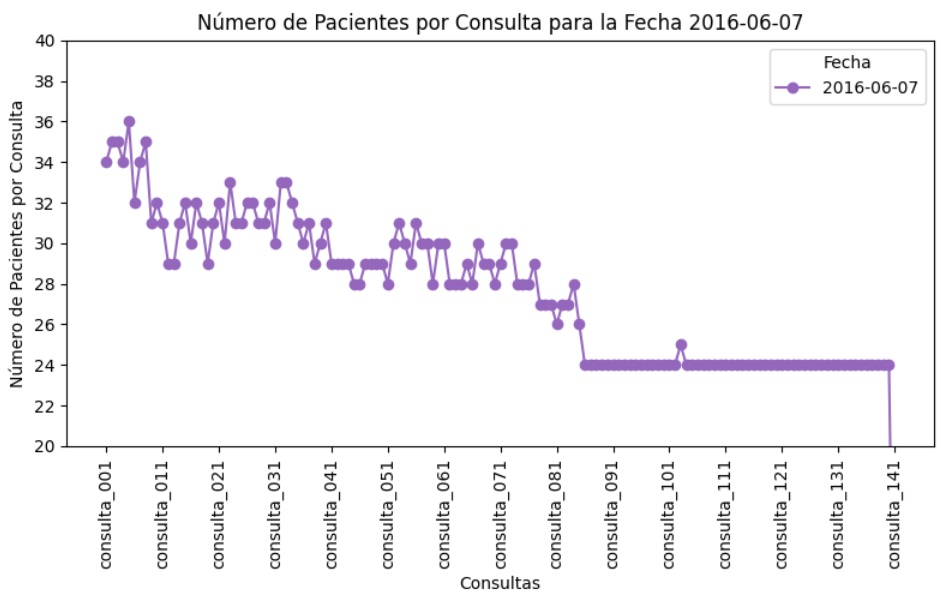 Número de Pacientes por Consulta para la Fecha 2016-06-07
Número de Pacientes por Consulta
40
38
36
34
32
30
28
26
24
22
20
Fecha
2016-06-07
consulta_001
consulta_011
consulta_021
consulta_031
consulta_041
consulta_051
consulta_061
consulta_071
consulta_081
consulta_091
consulta_101
consulta_111
consulta_121
consulta_131
consulta_141
Consultas